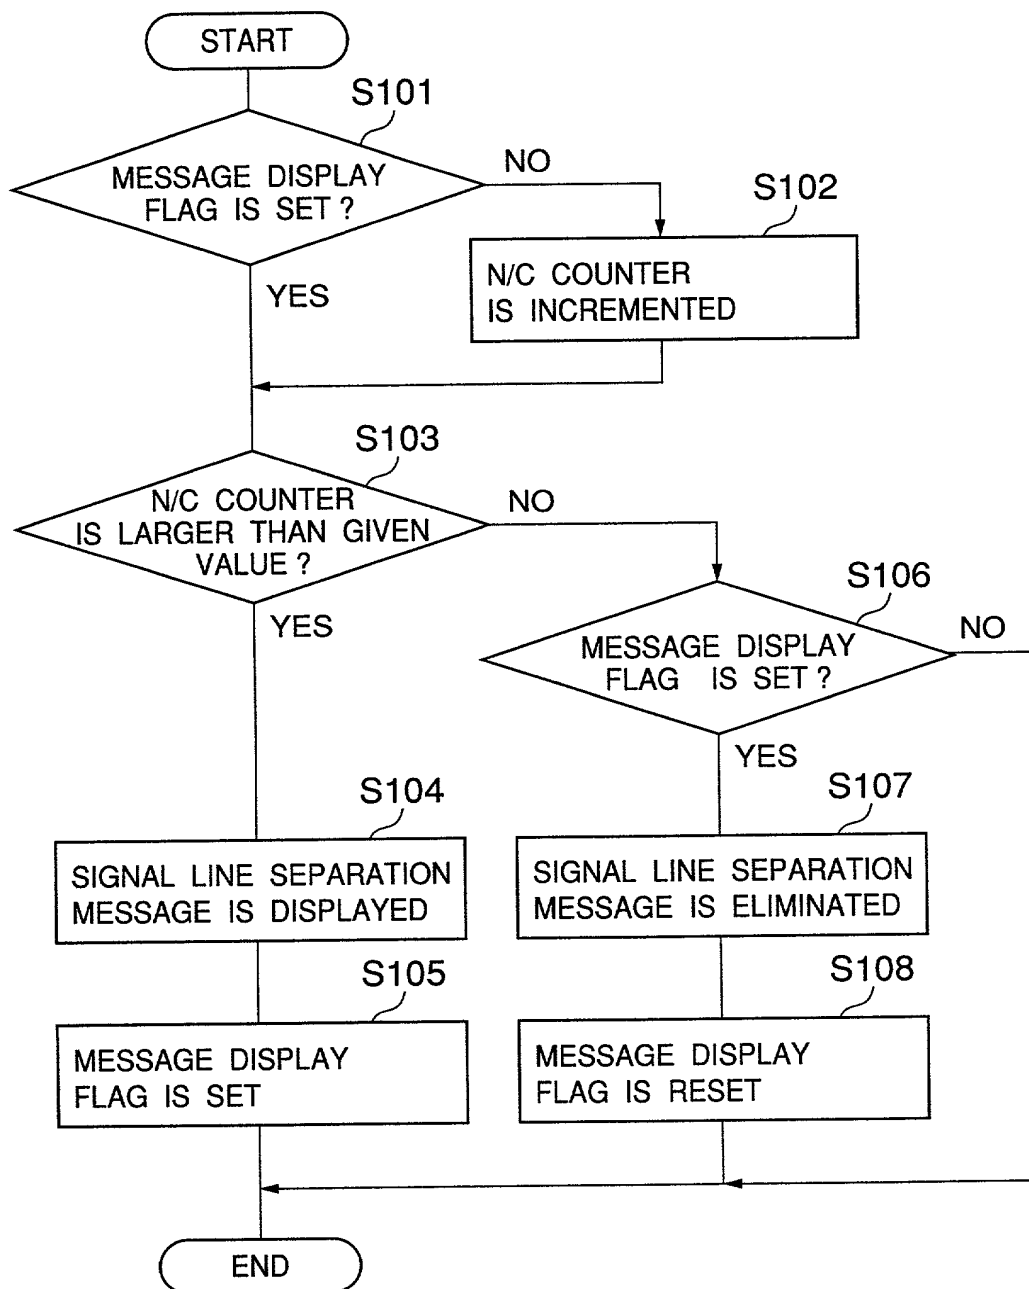 START
S101
MESSAGE DISPLAY
FLAG IS SET ?
NO
S102
N/C COUNTER
IS INCREMENTED
YES
S103
N/C COUNTER
IS LARGER THAN GIVEN
VALUE ?
NO
YES
S106
MESSAGE DISPLAY
FLAG IS SET ?
NO
YES
S104
SIGNAL LINE SEPARATION
MESSAGE IS DISPLAYED
S107
SIGNAL LINE SEPARATION
MESSAGE IS ELIMINATED
S105
MESSAGE DISPLAY
FLAG IS SET
S108
MESSAGE DISPLAY
FLAG IS RESET
END